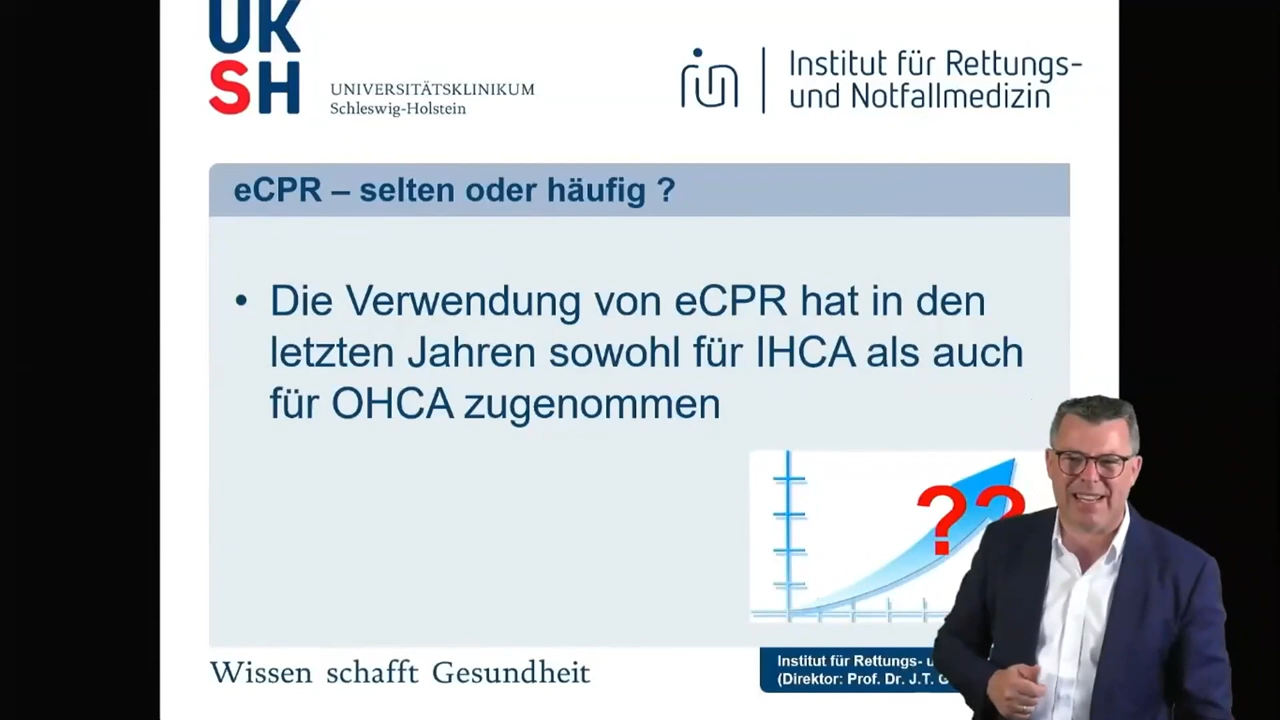 UK
SH
UNIVERSITÄTSKLINIKUM
Schleswig-Holstein
Institut für Rettungs-
und Notfallmedizin
eCPR – selten oder häufig ?
• Die Verwendung von eCPR hat in den
letzten Jahren sowohl für IHCA als auch
für OHCA zugenommen
??
Wissen schafft Gesundheit
Institut für Rettungs-
(Direktor: Prof. Dr. J.T.